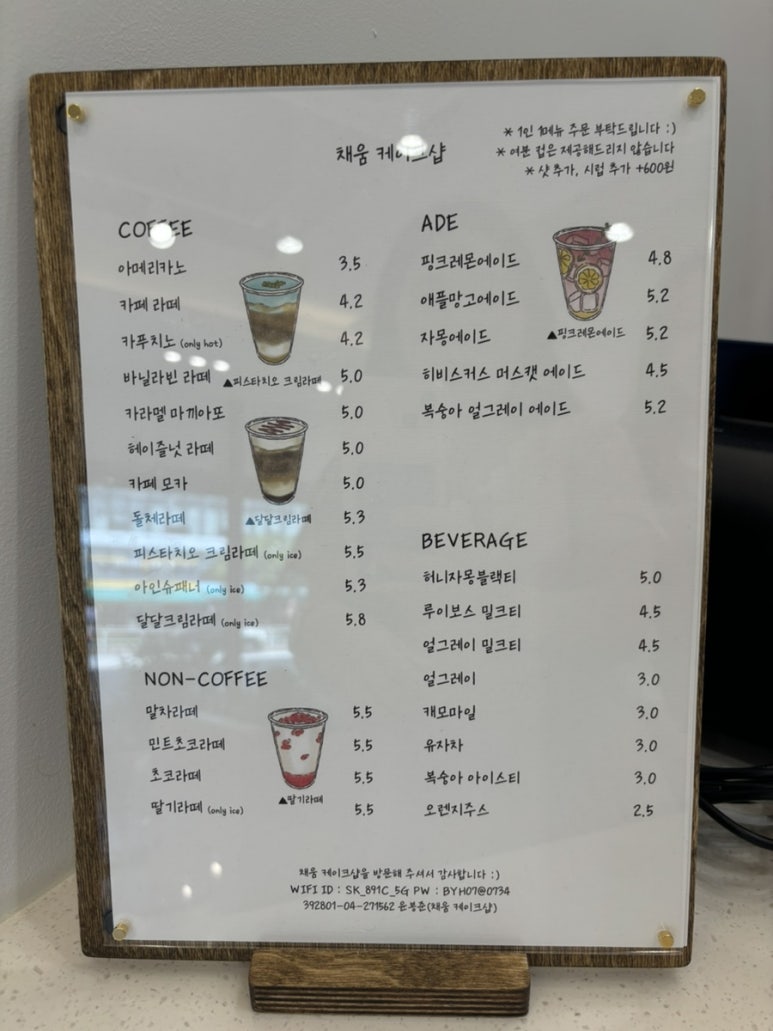 채움 케이크샵
* 1인 1메뉴 주문 부탁드립니다 :)
* 여분 컵은 제공해드리지 않습니다
* 샷 추가, 시럽 추가 +600원
COFFEE
아메리카노 3.5
카페 라떼 4.2
카푸치노 (only hot) 4.2
바닐라빈 라떼 5.0
▲피스타치오 크림라떼
카라멜 마끼아또 5.0
헤이즐넛 라떼 5.0
카페 모카 5.0
돌체라떼 5.3
▲달달크림라떼
피스타치오 크림라떼 (only ice) 5.5
아인슈패너 (only ice) 5.3
달달크림라떼 (only ice) 5.8
NON-COFFEE
말차라떼 5.5
민트초코라떼 5.5
초코라떼 5.5
▲딸기라떼
딸기라떼 (only ice) 5.5
ADE
핑크레몬에이드 4.8
애플망고에이드 5.2
자몽에이드 5.2
▲핑크레몬에이드
히비스커스 머스캣 에이드 4.5
복숭아 얼그레이 에이드 5.2
BEVERAGE
허니자몽블랙티 5.0
루이보스 밀크티 4.5
얼그레이 밀크티 4.5
얼그레이 3.0
캐모마일 3.0
유자차 3.0
복숭아 아이스티 3.0
오렌지주스 2.5
채움 케이크샵을 방문해 주셔서 감사합니다 :)
WIFI ID : SK_891C_5G PW : BYH07@0734
392801-04-271562 윤봉준(채움 케이크샵)